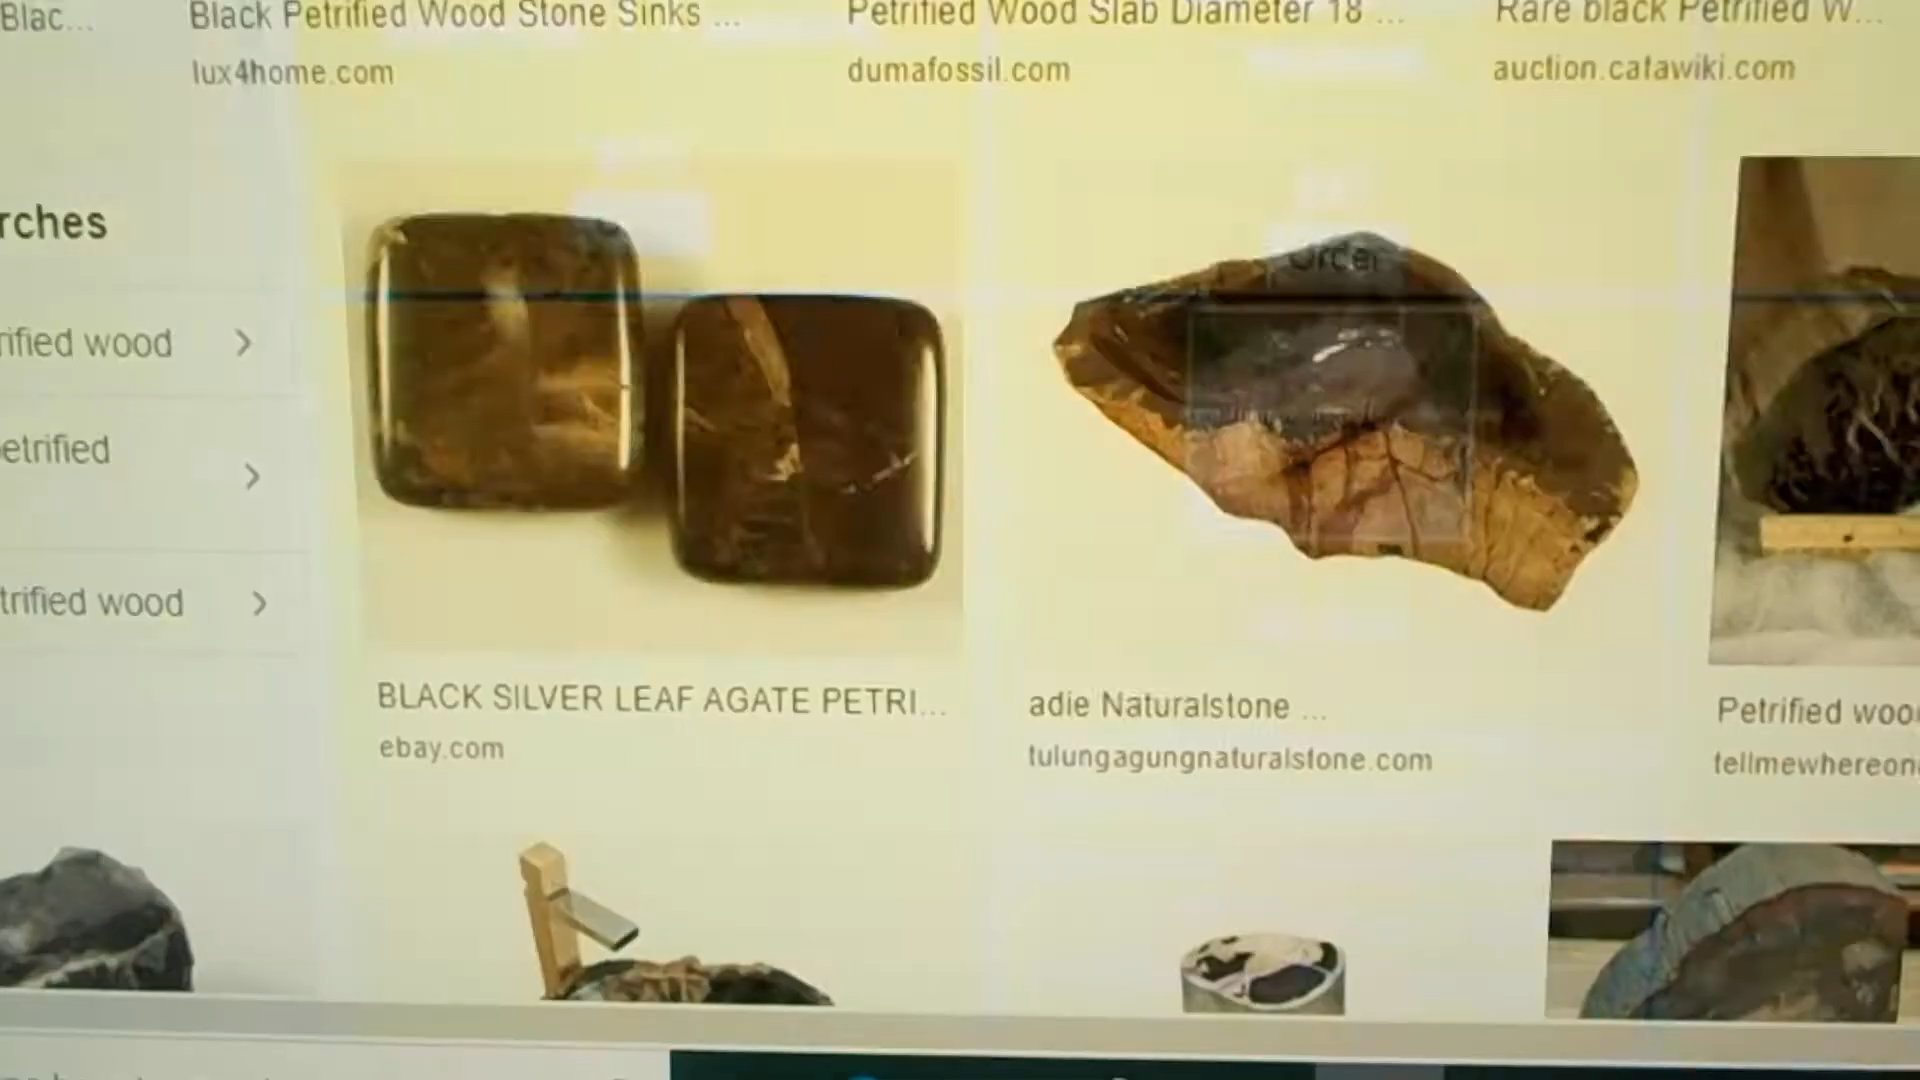 Blac...
Black Petrified Wood Stone Sinks ...
Petrified Wood Slab Diameter 18 ...
Rare black Petrified W...
lux4home.com
dumafossil.com
auction.catawiki.com
rches
rified wood
etrified
trified wood
Order
BLACK SILVER LEAF AGATE PETRI...
adie Naturalstone ...
Petrified woo
ebay.com
tulungagungnaturalstone.com
tellmewhereon